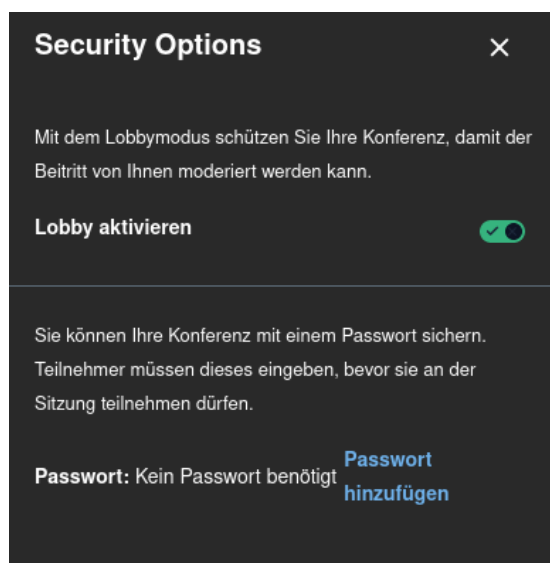 Security Options
Mit dem Lobbymodus schützen Sie Ihre Konferenz, damit der
Beitritt von Ihnen moderiert werden kann.
Lobby aktivieren
Sie können Ihre Konferenz mit einem Passwort sichern.
Teilnehmer müssen dieses eingeben, bevor sie an der
Sitzung teilnehmen dürfen.
Passwort: Kein Passwort benötigt Passwort
hinzufügen